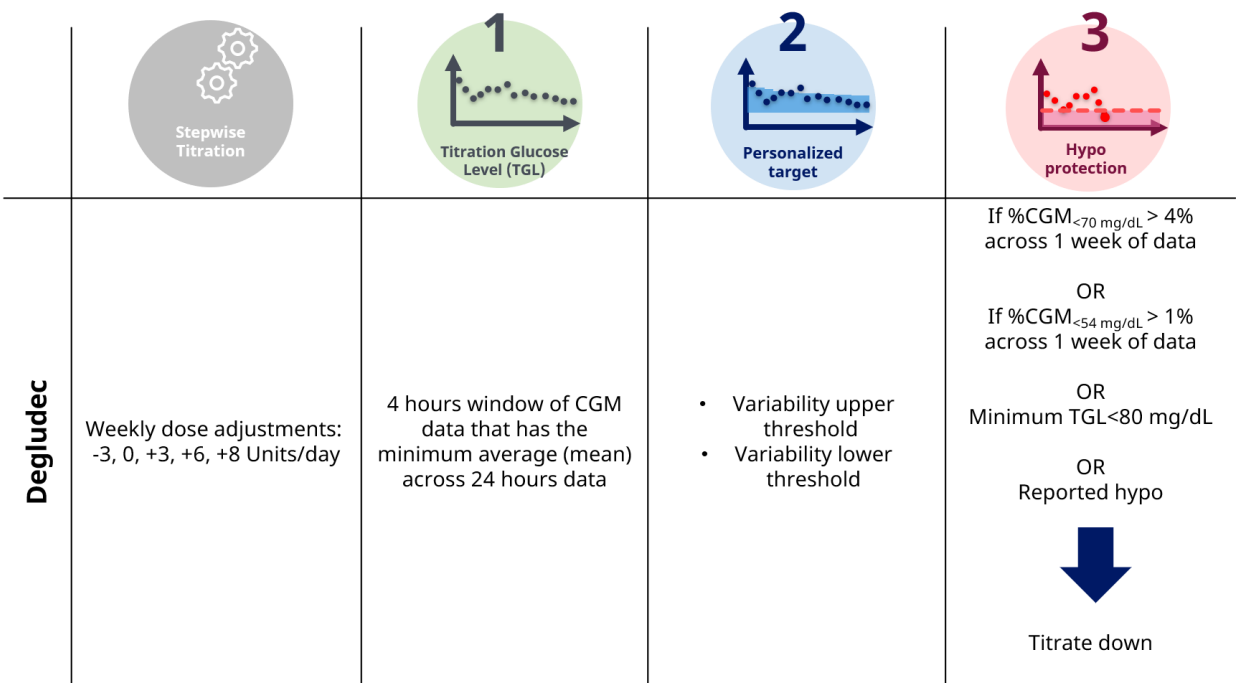 Stepwise
Titration
1
Titration Glucose
Level (TGL)
2
Personalized
target
3
Hypo
protection
Degludec
Weekly dose adjustments:
-3, 0, +3, +6, +8 Units/day
4 hours window of CGM
data that has the
minimum average (mean)
across 24 hours data
• Variability upper
threshold
• Variability lower
threshold
If %CGM<70 mg/dL > 4%
across 1 week of data
OR
If %CGM<54 mg/dL > 1%
across 1 week of data
OR
Minimum TGL<80 mg/dL
OR
Reported hypo
Titrate down